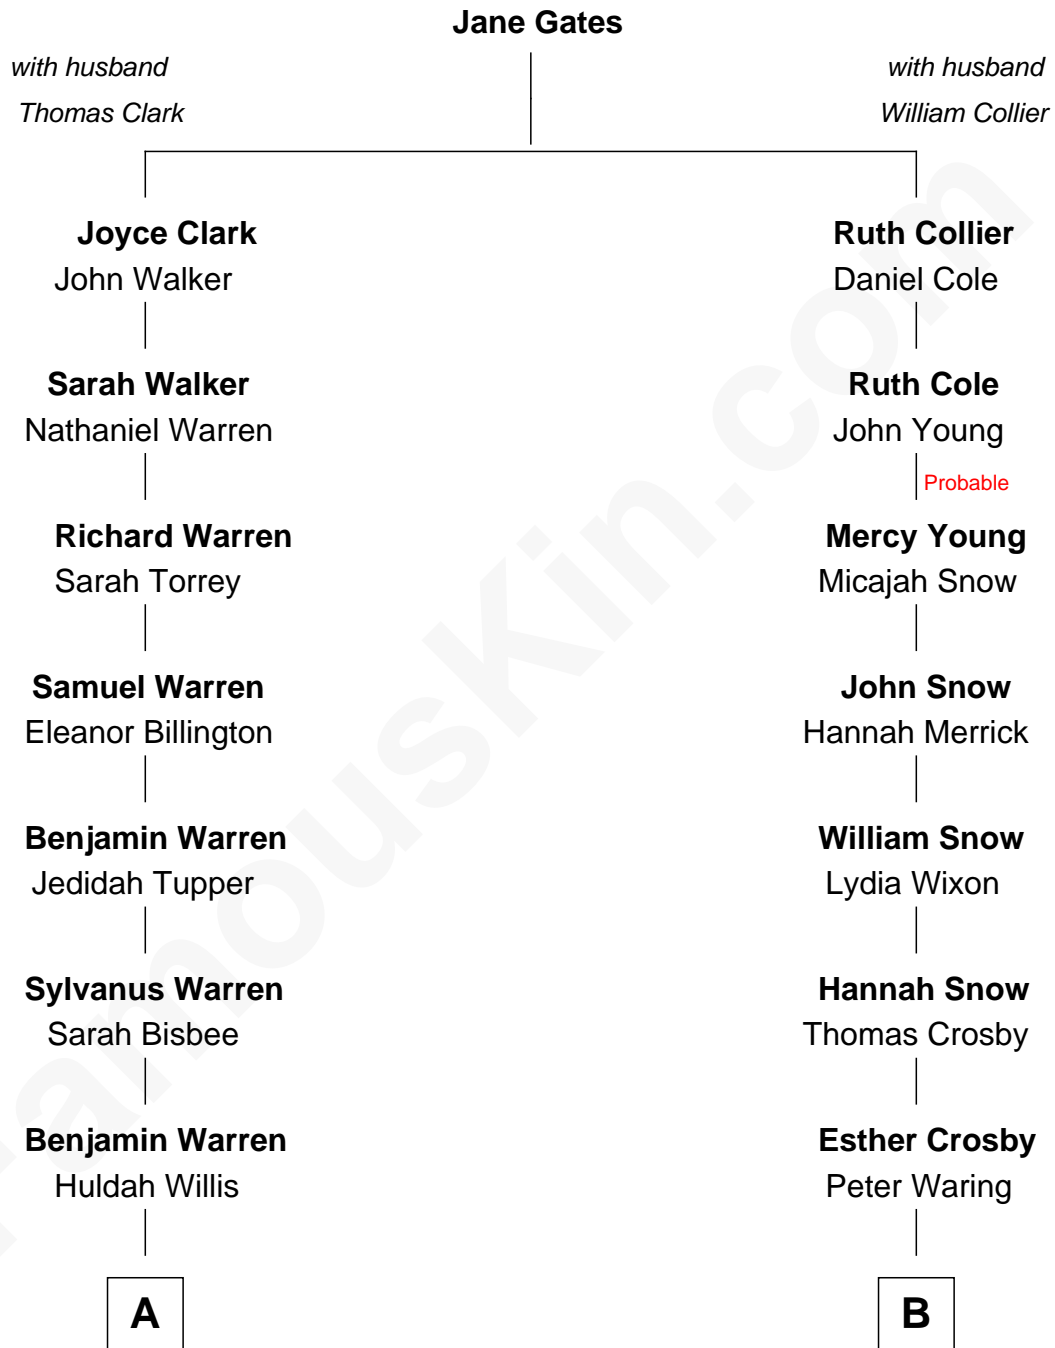 Jane Gates
with husband
Thomas Clark
with husband
William Collier
Joyce Clark
John Walker
Ruth Collier
Daniel Cole
Sarah Walker
Nathaniel Warren
Ruth Cole
John Young
Probable
Richard Warren
Sarah Torrey
Mercy Young
Micajah Snow
Samuel Warren
Eleanor Billington
John Snow
Hannah Merrick
Benjamin Warren
Jedidah Tupper
William Snow
Lydia Wixon
Sylvanus Warren
Sarah Bisbee
Hannah Snow
Thomas Crosby
Benjamin Warren
Huldah Willis
Esther Crosby
Peter Waring
A
B
FamousKin.com